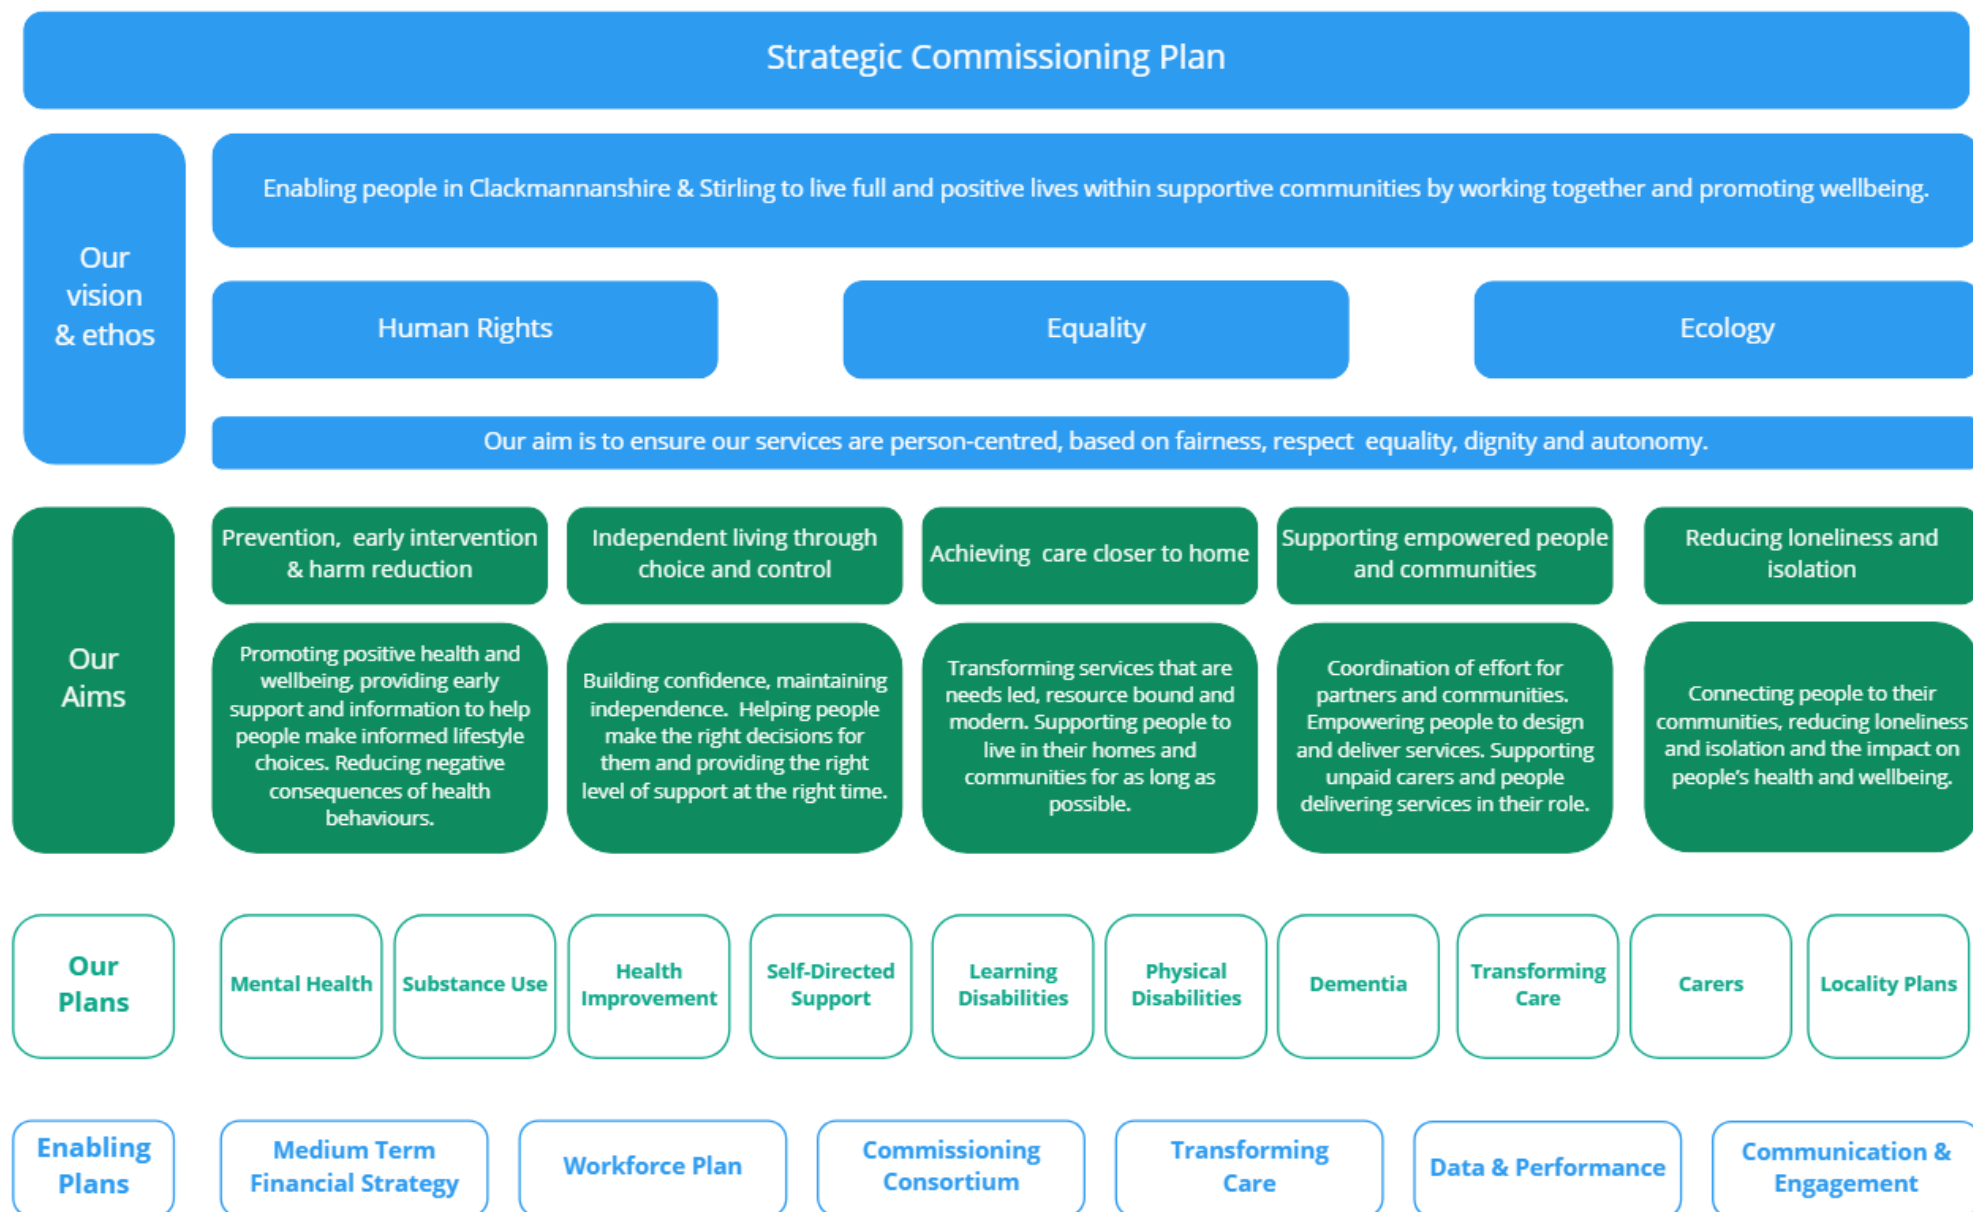 Strategic Commissioning Plan
Our
vision
& ethos
Enabling people in Clackmannanshire & Stirling to live full and positive lives within supportive communities by working together and promoting wellbeing.
Human Rights
Equality
Ecology
Our aim is to ensure our services are person-centred, based on fairness, respect  equality, dignity and autonomy.
Our
Aims
Prevention,  early intervention
& harm reduction
Independent living through
choice and control
Achieving  care closer to home
Supporting empowered people
and communities
Reducing loneliness and
isolation
Promoting positive health and
wellbeing, providing early
support and information to help
people make informed lifestyle
choices. Reducing negative
consequences of health
behaviours.
Building confidence, maintaining
independence.  Helping people
make the right decisions for
them and providing the right
level of support at the right time.
Transforming services that are
needs led, resource bound and
modern. Supporting people to
live in their homes and
communities for as long as
possible.
Coordination of effort for
partners and communities.
Empowering people to design
and deliver services. Supporting
unpaid carers and people
delivering services in their role.
Connecting people to their
communities, reducing loneliness
and isolation and the impact on
people's health and wellbeing.
Our
Plans
Mental Health
Substance Use
Health
Improvement
Self-Directed
Support
Learning
Disabilities
Physical
Disabilities
Dementia
Transforming
Care
Carers
Locality Plans
Enabling
Plans
Medium Term
Financial Strategy
Workforce Plan
Commissioning
Consortium
Transforming
Care
Data & Performance
Communication &
Engagement